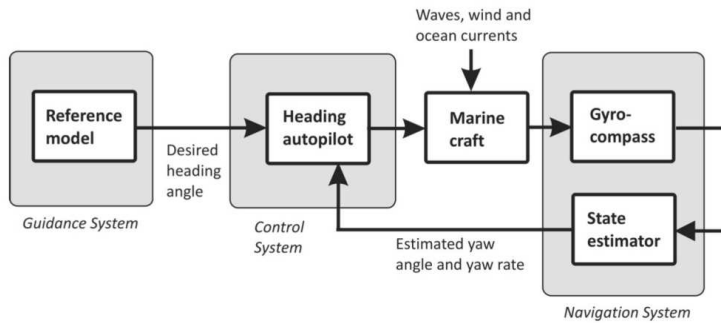 Waves, wind and
ocean currents
Reference
model
Heading
autopilot
Marine
craft
Gyro-
compass
Desired
heading
angle
State
estimator
Guidance System
Control
System
Estimated yaw
angle and yaw rate
Navigation System